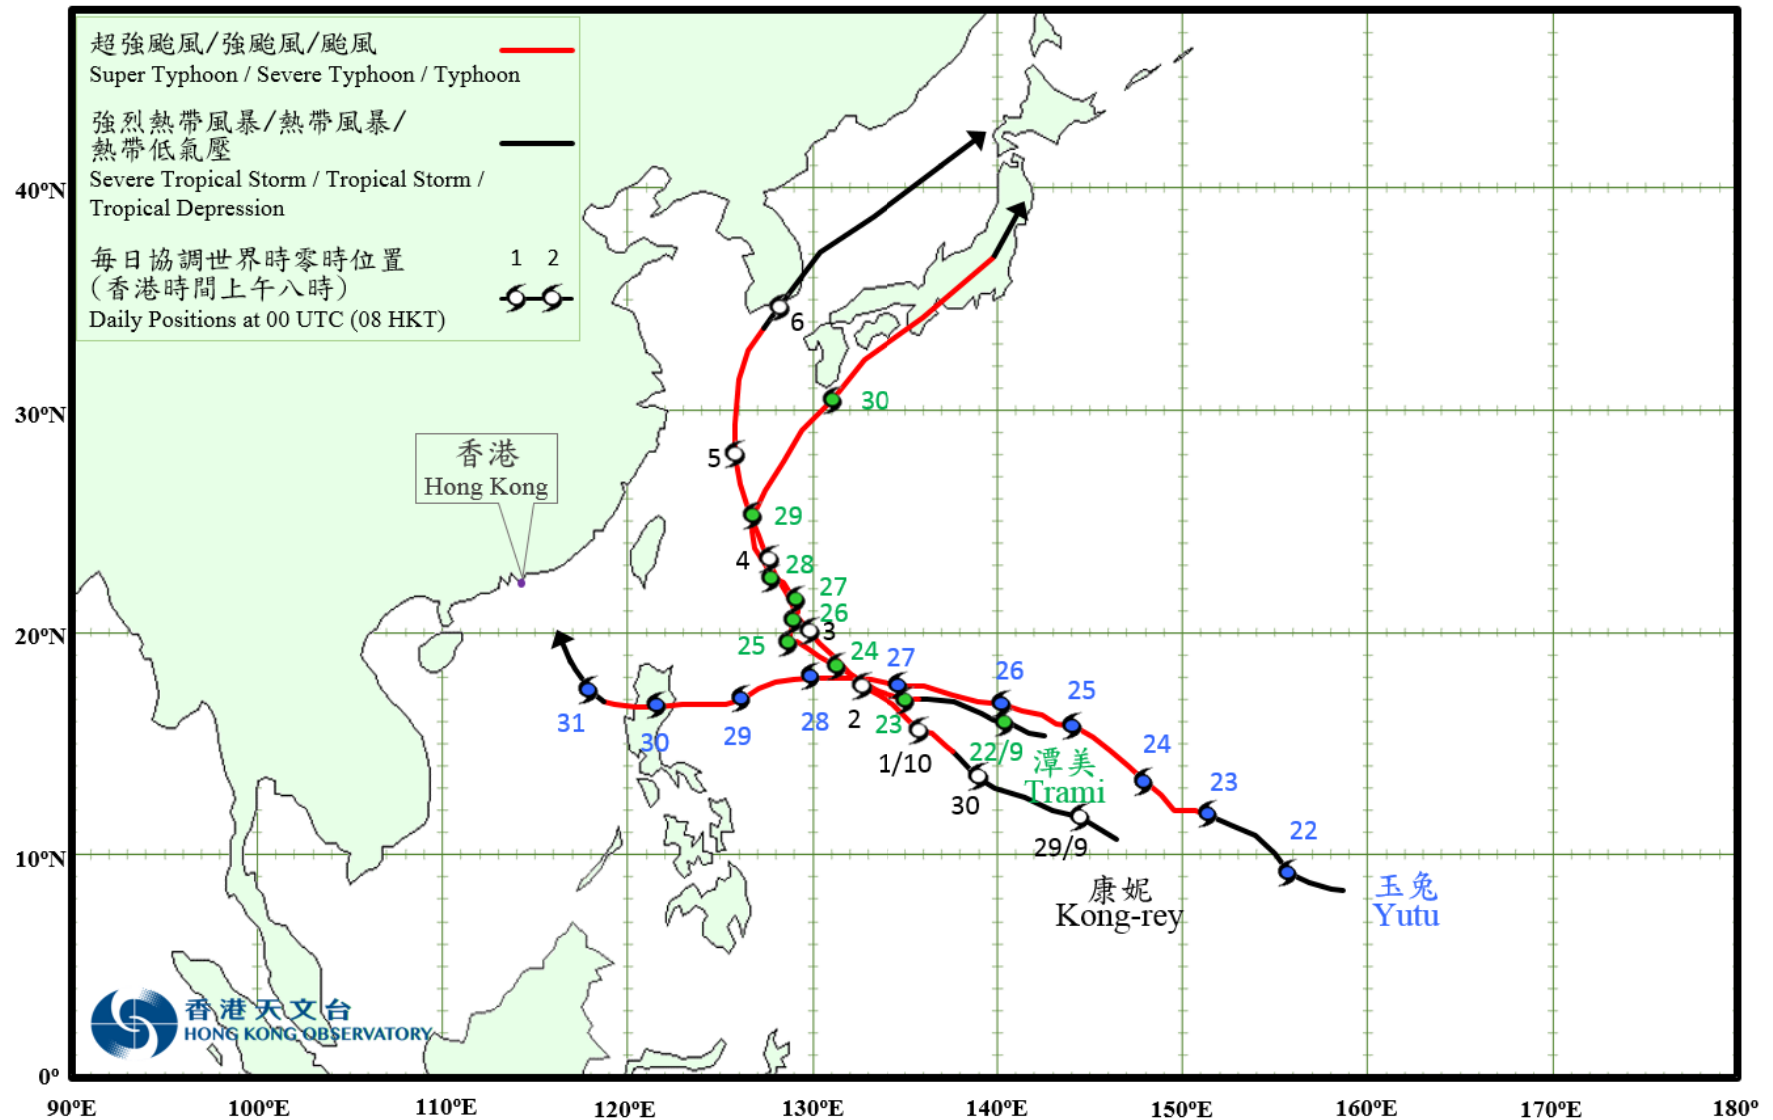 超強颱風/強颱風/颱風
Super Typhoon / Severe Typhoon / Typhoon
強烈熱帶風暴/熱帶風暴/
熱帶低氣壓
Severe Tropical Storm / Tropical Storm /
Tropical Depression
每日協調世界時零時位置
(香港時間上午八時)
Daily Positions at 00 UTC (08 HKT)
1 2
40ºN
30ºN
20ºN
10ºN
0º
香港
Hong Kong
6
30
5
29
4
28
27
26
3
25
24
27
26
25
31
30
29
28
2
23
22/9
24
1/10
潭美
Trami
23
30
29/9
22
康妮
Kong-rey
玉兔
Yutu
香港天文台
HONG KONG OBSERVATORY
90ºE 100ºE 110ºE 120ºE 130ºE 140ºE 150ºE 160ºE 170ºE 180º